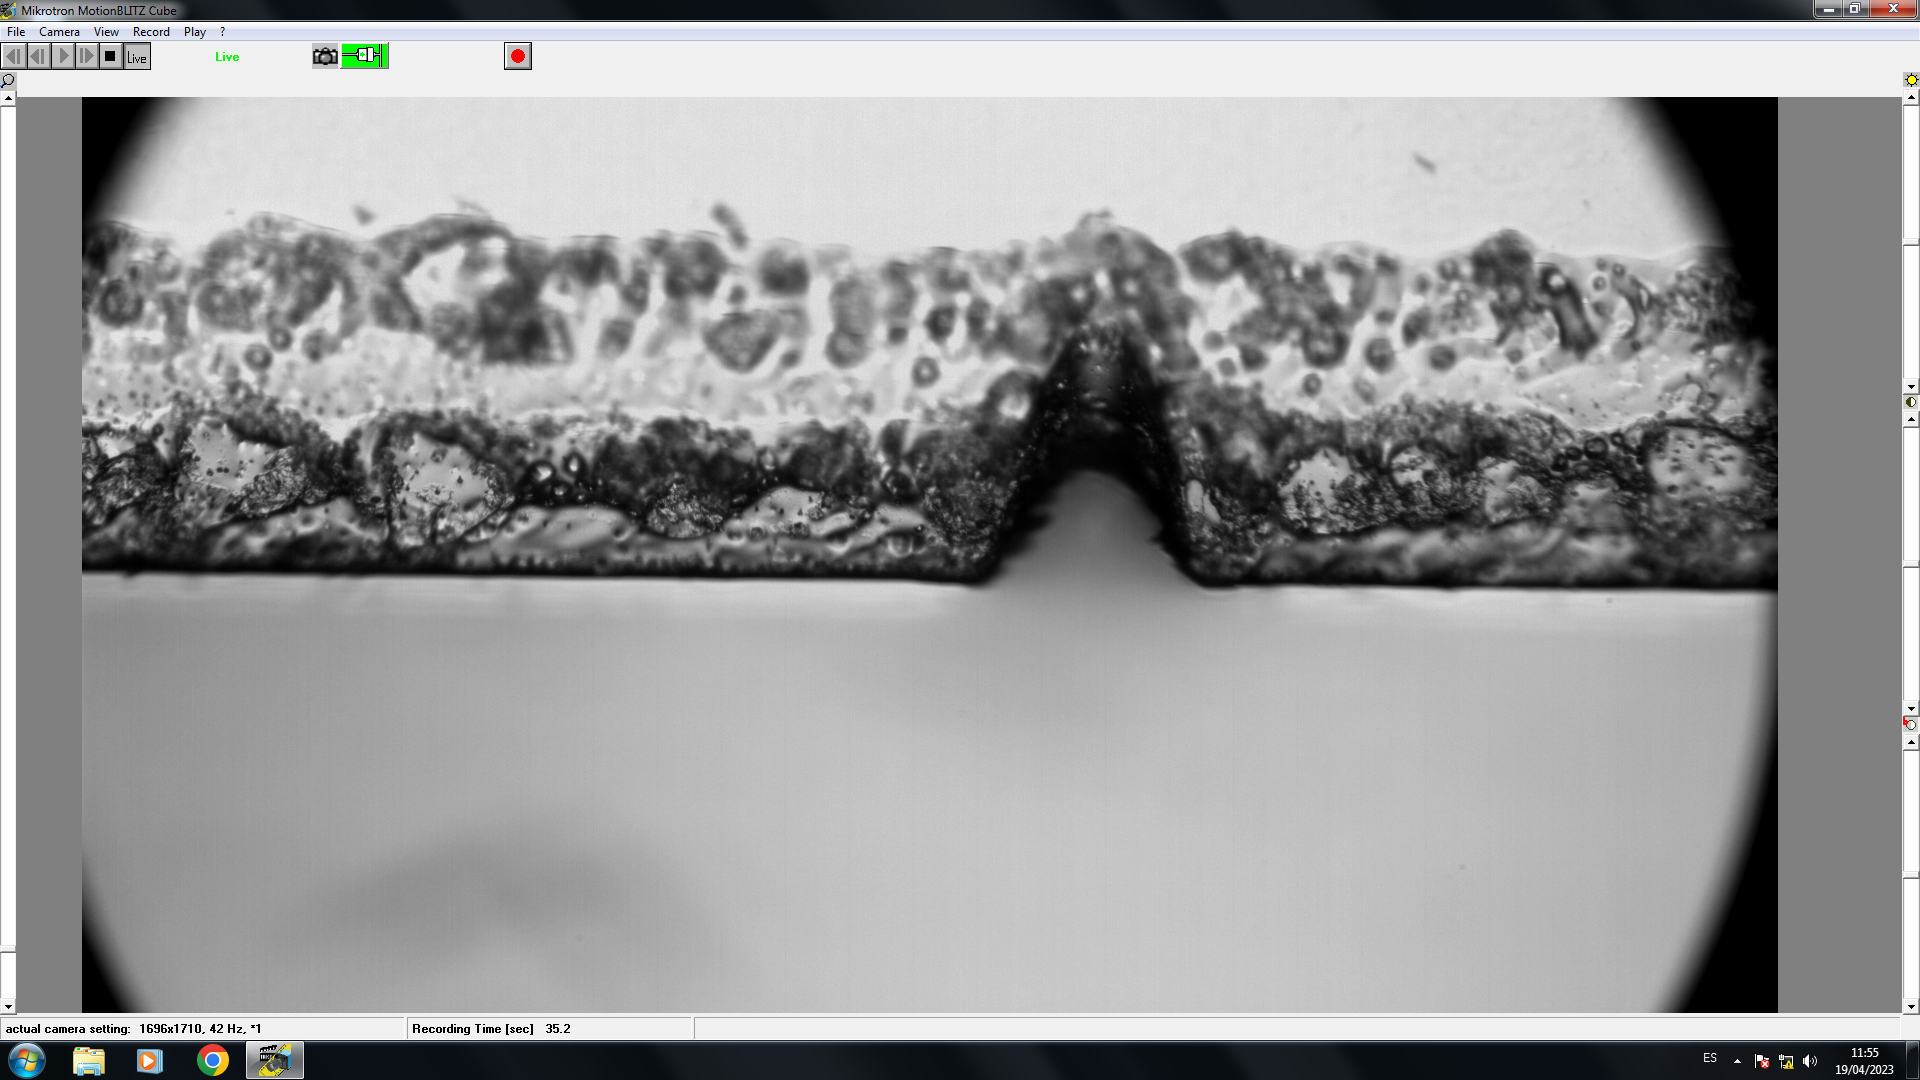 Mikrotron MotionBLITZ Cube
File Camera View Record Play ?
Live Live
actual camera setting: 1696x1710, 42 Hz, *1 Recording Time [sec] 35.2
ES 11:55
19/04/2023